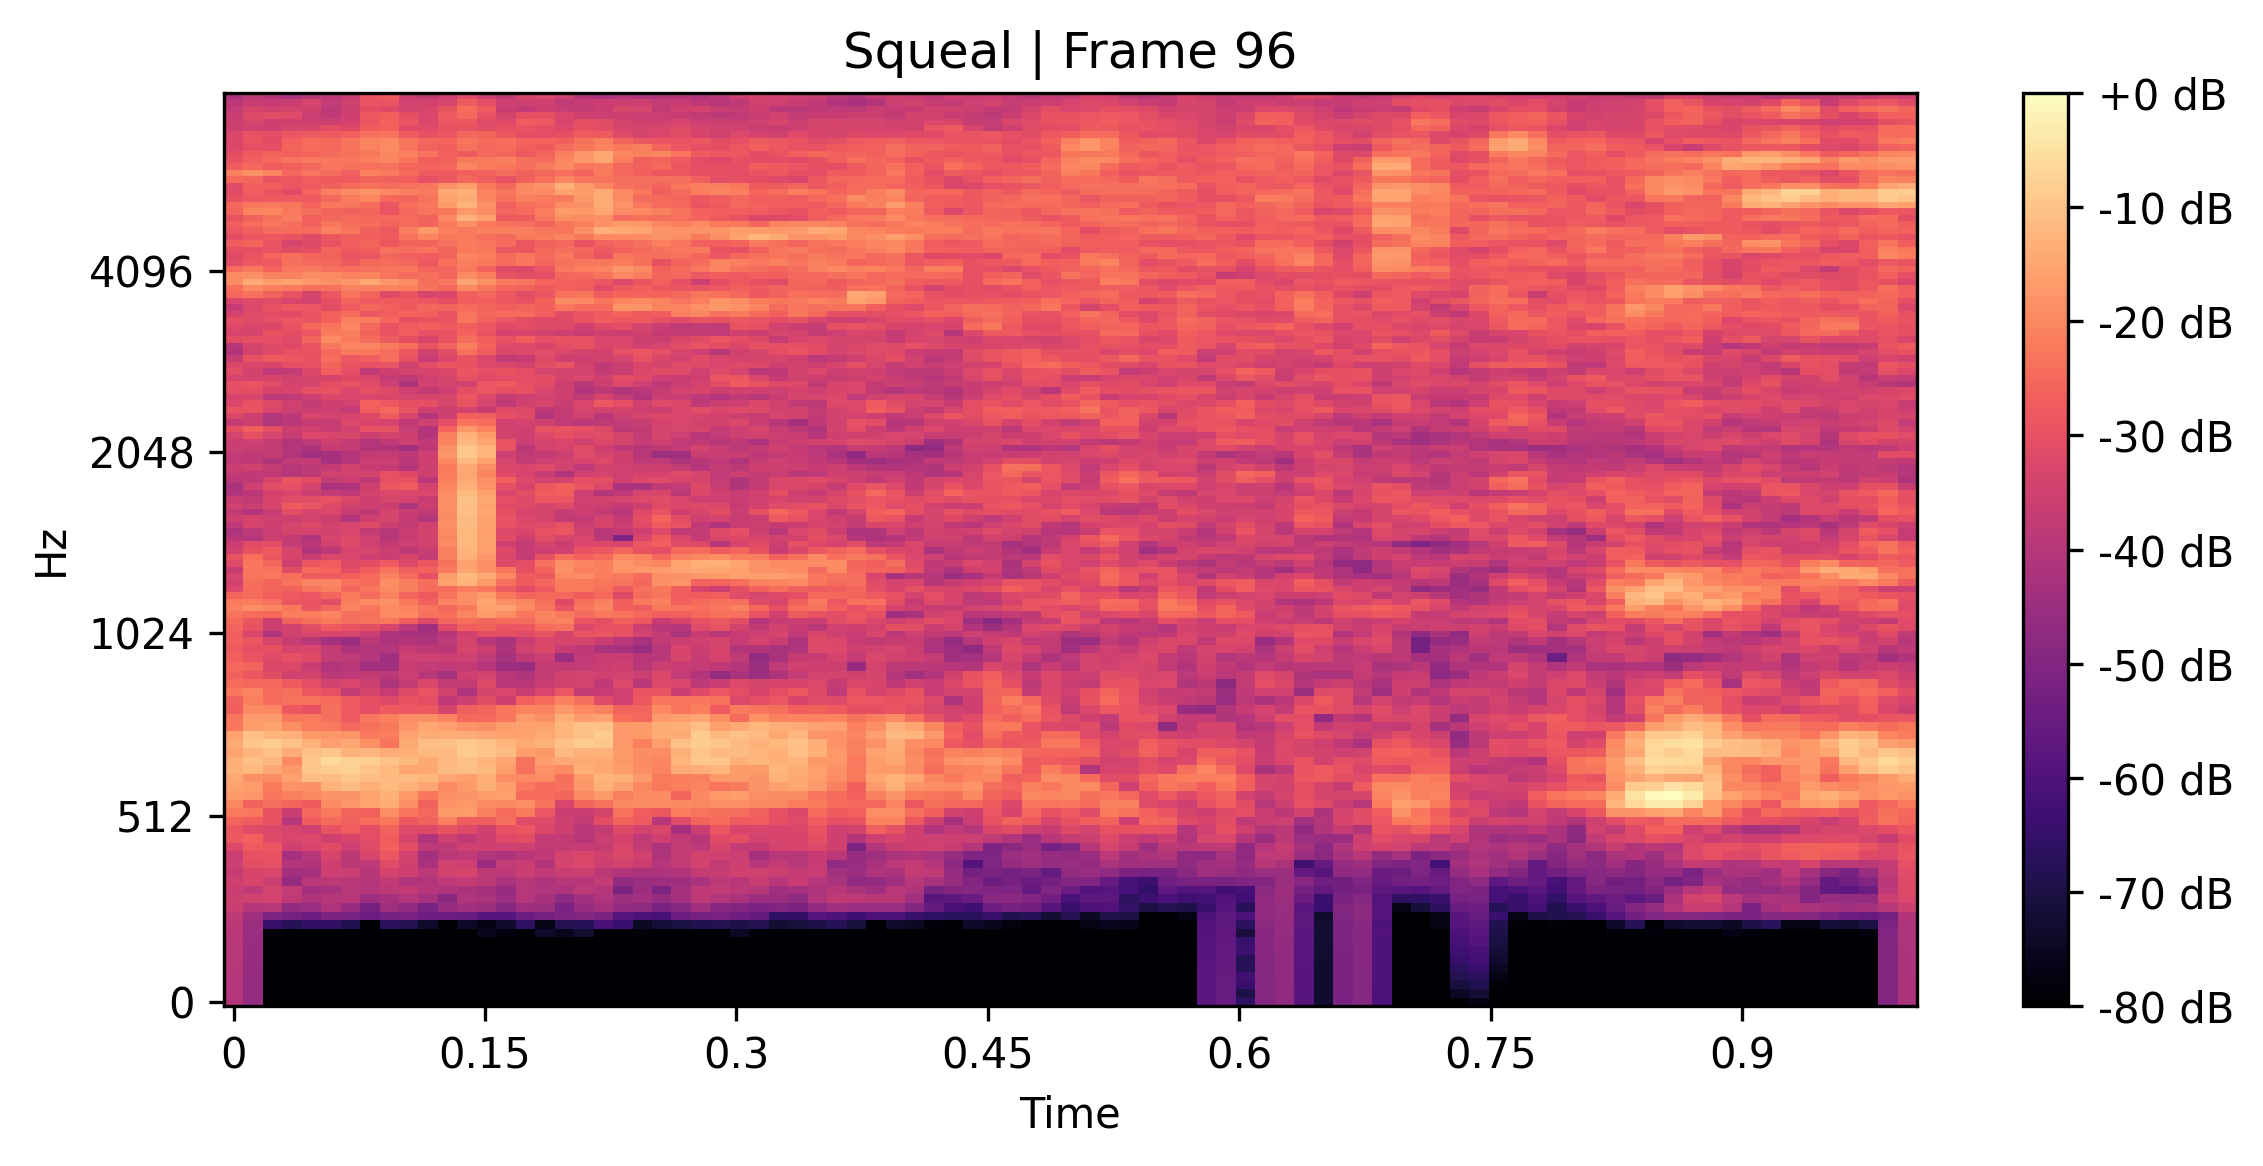 Squeal | Frame 96
+0 dB
-10 dB
-20 dB
-30 dB
-40 dB
-50 dB
-60 dB
-70 dB
-80 dB
Hz
4096
2048
1024
512
0
0 0.15 0.3 0.45 0.6 0.75 0.9
Time